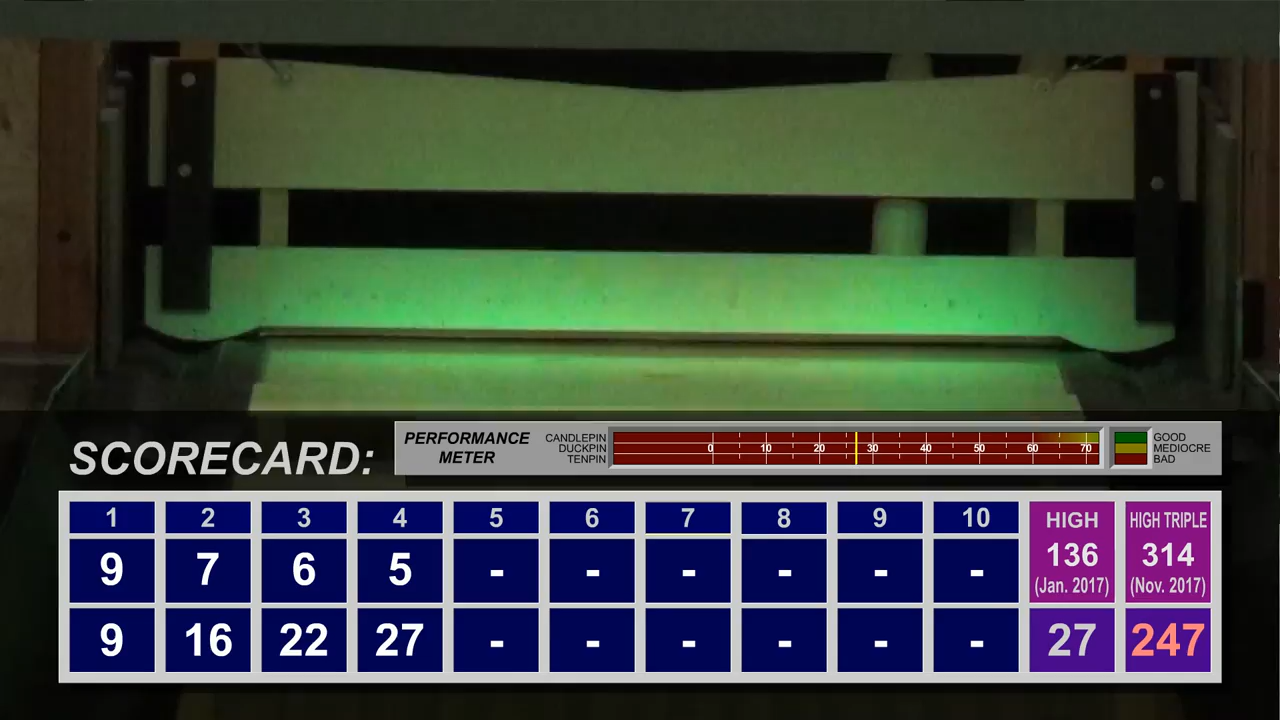 SCORECARD:
PERFORMANCE
METER
CANDLEPIN
DUCKPIN
TENPIN
0 10 20 30 40 50 60 70
GOOD
MEDIOCRE
BAD
1 2 3 4 5 6 7 8 9 10 HIGH HIGH TRIPLE
9 7 6 5 - - - - - - 136 314
(Jan. 2017) (Nov. 2017)
9 16 22 27 - - - - - - 27 247